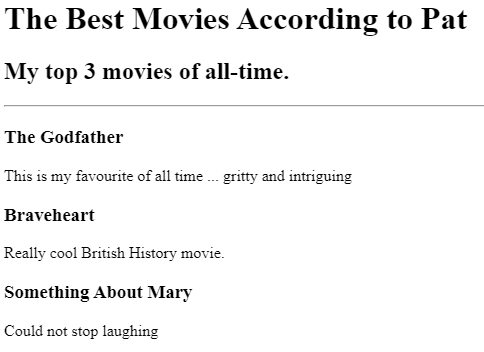 The Best Movies According to Pat
My top 3 movies of all-time.
The Godfather
This is my favourite of all time ... gritty and intriguing
Braveheart
Really cool British History movie.
Something About Mary
Could not stop laughing